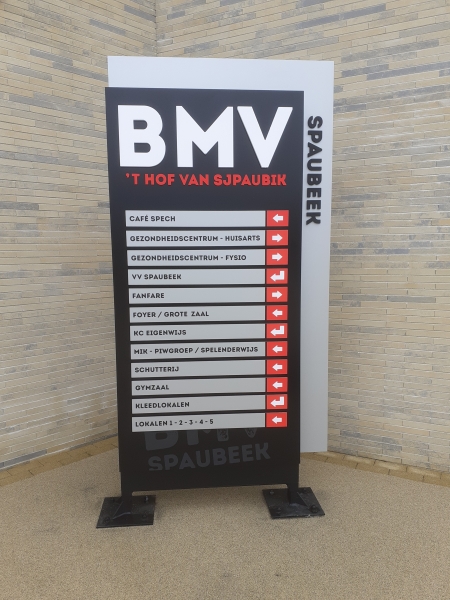 BMV
'T HOF VAN SJPAUBIK
SPAUBEEK
CAFÉ SPECH
GEZONDHEIDSCENTRUM - HUISARTS
GEZONDHEIDSCENTRUM - FYSIO
VV SPAUBEEK
FANFARE
FOYER / GROTE ZAAL
KC EIGENWIJS
MIK - PIWGROEP / SPELENDERWIJS
SCHUTTERIJ
GYMZAAL
KLEEDLOKALEN
LOKALEN 1 - 2 - 3 - 4 - 5
BMV
SPAUBEEK